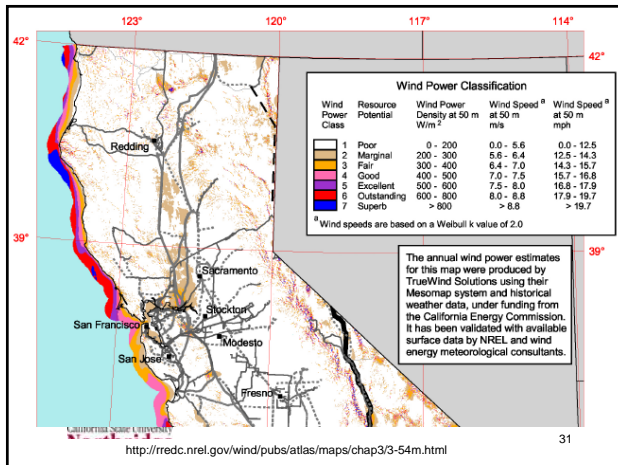 123° 120° 117° 114°
42° 42°
Wind Power Classification
Wind Power Class Resource Potential Wind Power Density at 50 m W/m 2 Wind Speed a at 50 m m/s Wind Speed a at 50 m mph
1 Poor 0 - 200 0.0 - 5.6 0.0 - 12.5
2 Marginal 200 - 300 5.6 - 6.4 12.5 - 14.3
3 Fair 300 - 400 6.4 - 7.0 14.3 - 15.7
4 Good 400 - 500 7.0 - 7.5 15.7 - 16.8
5 Excellent 500 - 600 7.5 - 8.0 16.8 - 17.9
6 Outstanding 600 - 800 8.0 - 8.8 17.9 - 19.7
7 Superb > 800 > 8.8 > 19.7
a Wind speeds are based on a Weibull k value of 2.0
Redding
39° 39°
The annual wind power estimates
for this map were produced by
TrueWind Solutions using their
Mesomap system and historical
weather data, under funding from
the California Energy Commission.
It has been validated with available
surface data by NREL and wind
energy meteorological consultants.
Sacramento
Stockton
San Francisco
Modesto
San Jose
Fresno
California State University
Northridge
31
http://rredc.nrel.gov/wind/pubs/atlas/maps/chap3/3-54m.html